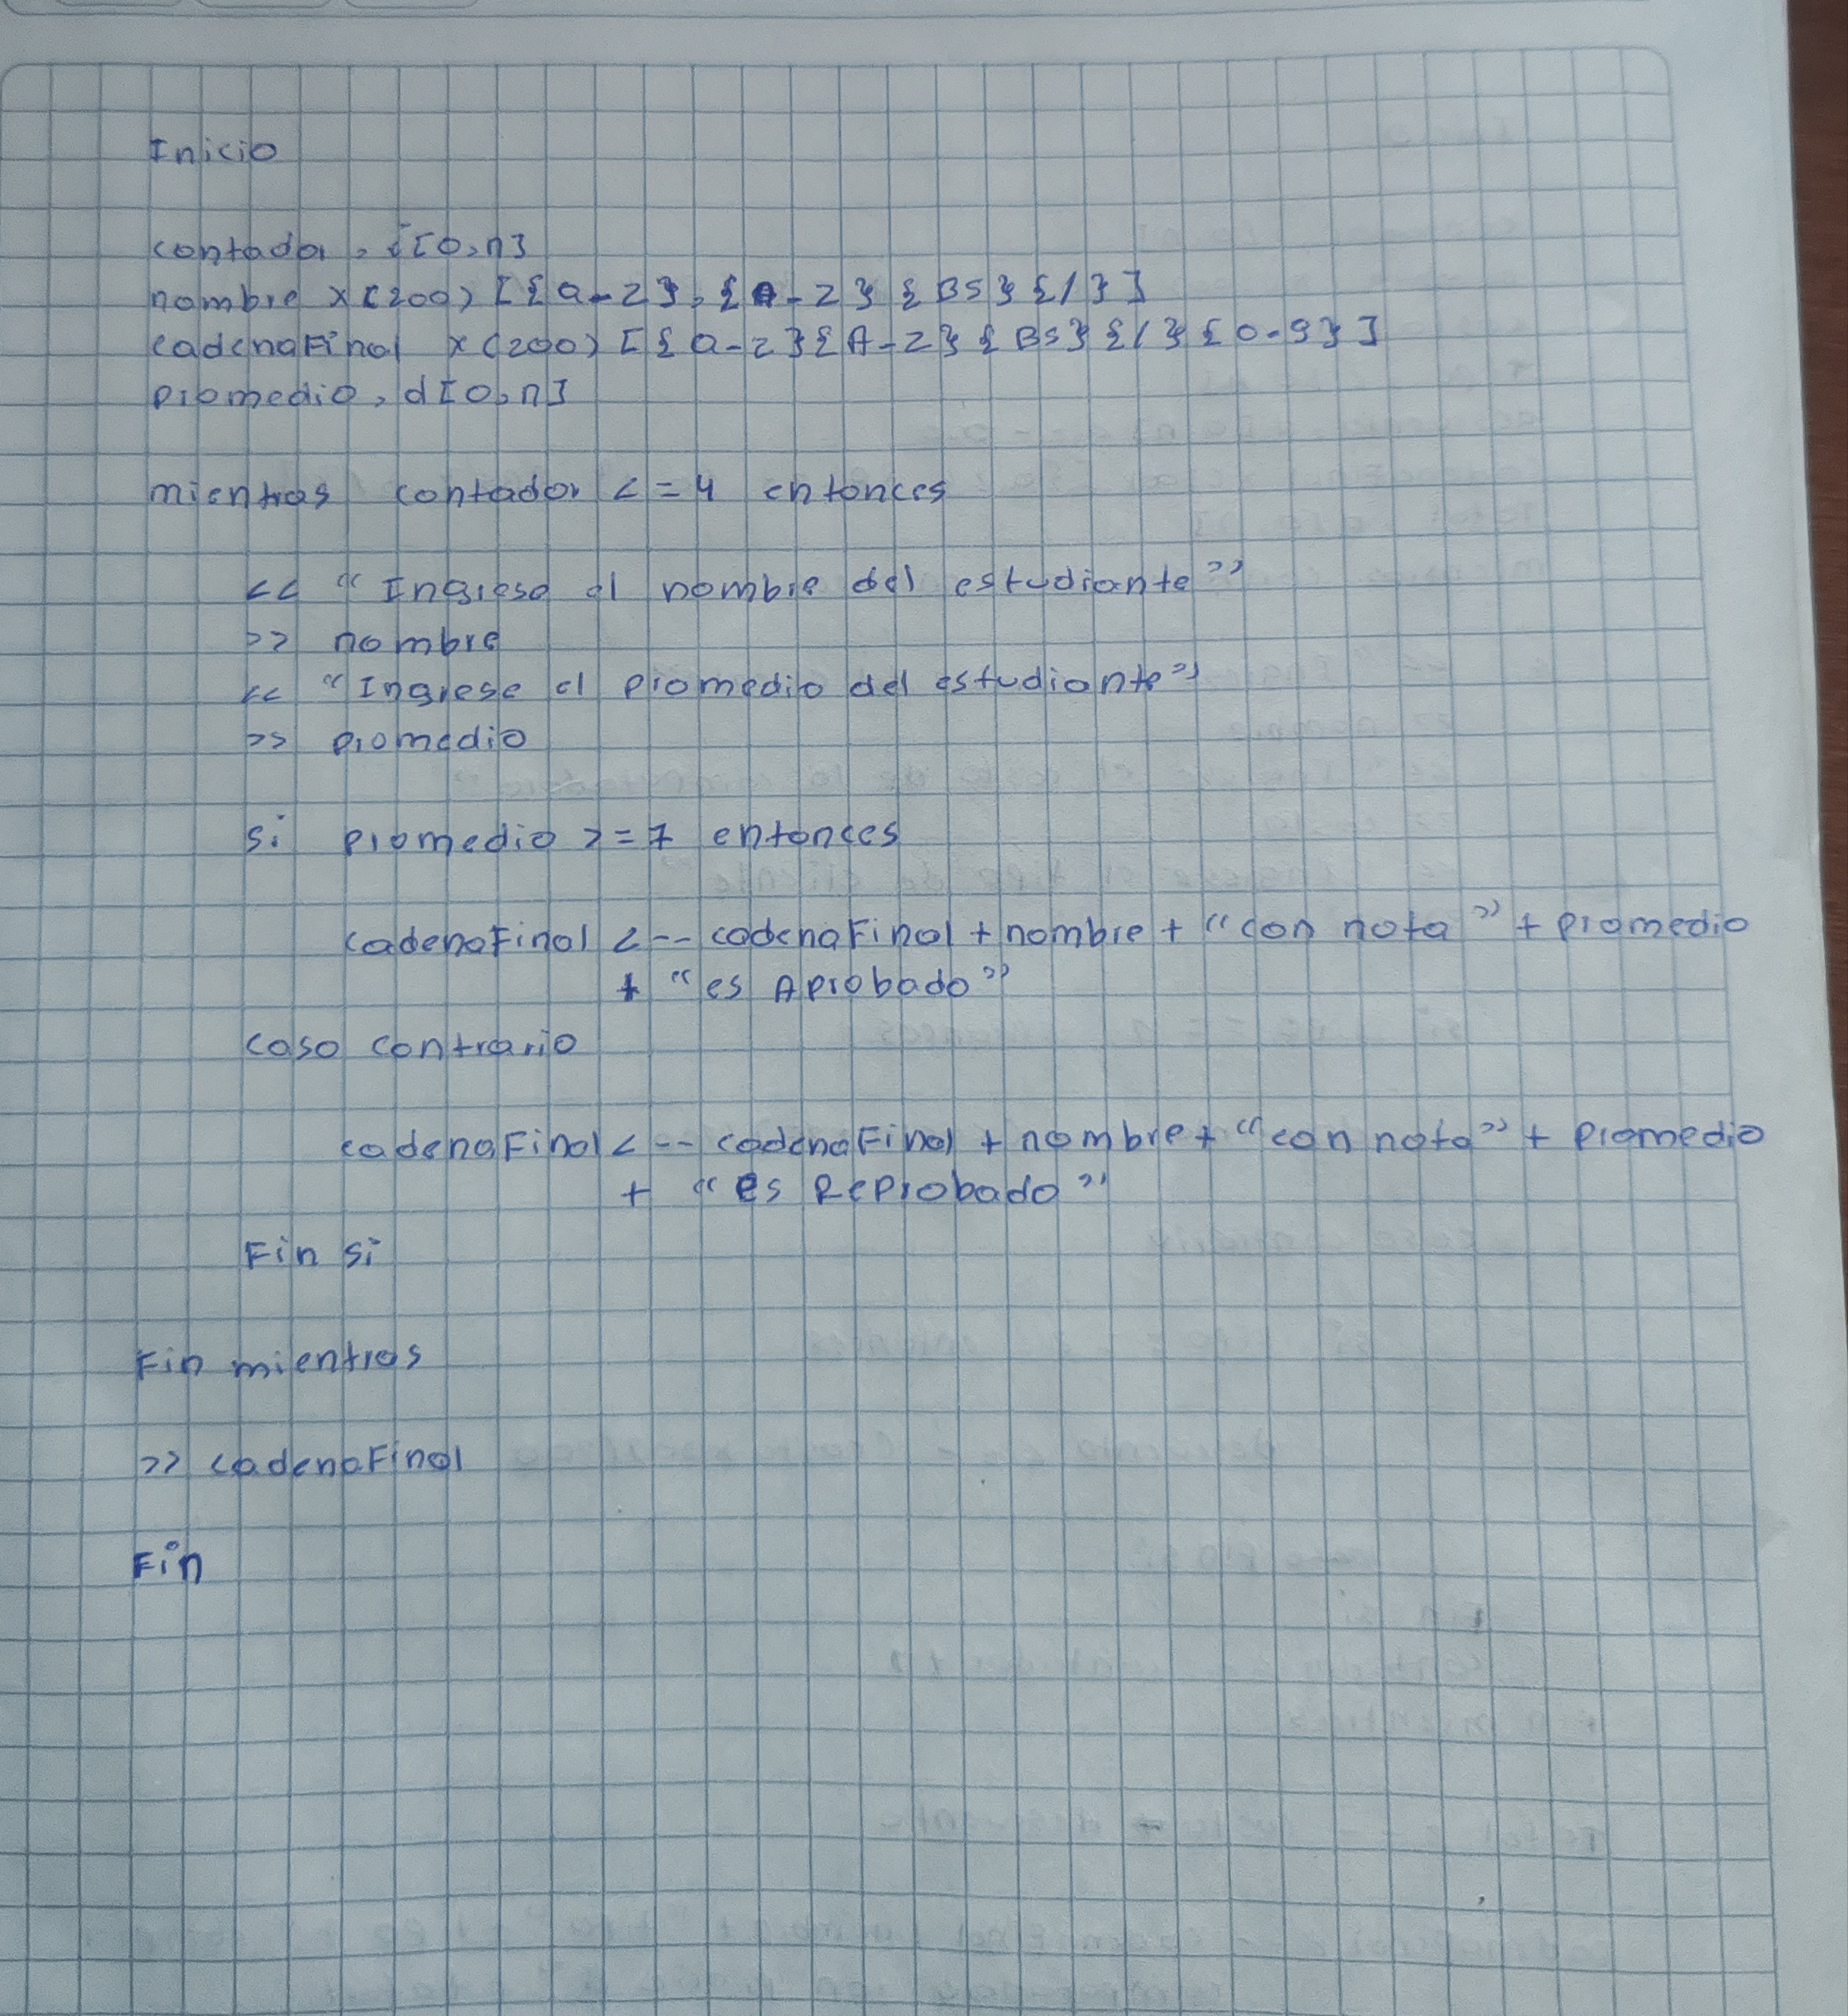 Inicio
contador, i[0,n]
nombre x(200) [{a-z},{A-z}{BS}{/}]
cadenaFinal x(200) [{a-z}{A-Z}{BS}{/}{0-9}]
promedio, d[0,n]
mientras contador <=4 entonces
<< "Ingrese el nombre del estudiante"
>> nombre
<< "Ingrese el promedio del estudiante"
>> promedio
Si promedio >=7 entonces
cadenaFinal <-- cadenaFinal + nombre + "con nota" + promedio
+ "es Aprobado"
Caso contrario
cadenaFinal <-- cadenaFinal + nombre + "con nota" + promedio
+ "es Reprobado"
Fin si
Fin mientras
>> cadenaFinal
Fin